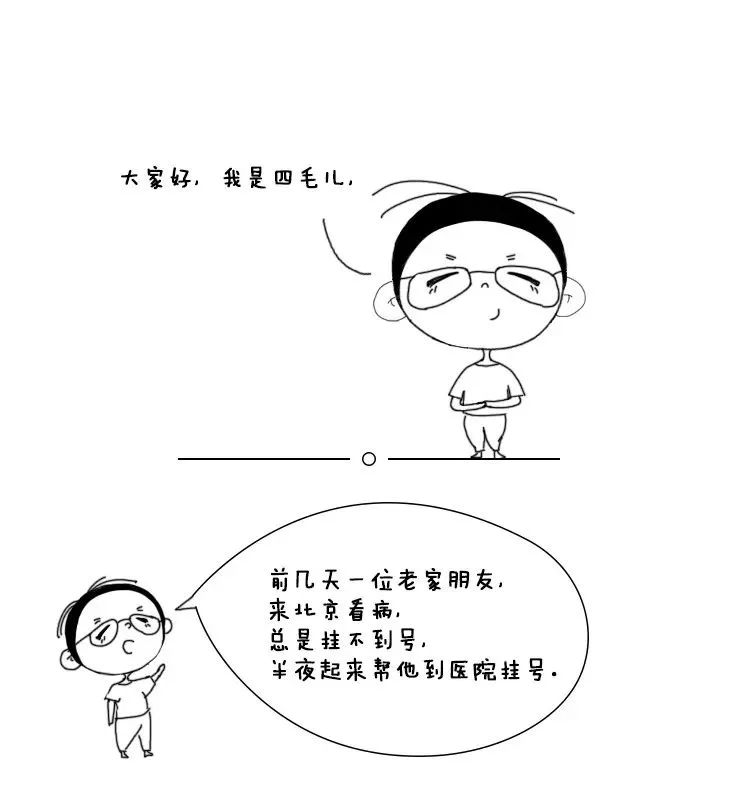 大家好，我是四毛儿，
前几天一位老家朋友，
来北京看病，
总是挂不到号，
半夜起来帮他到医院挂号。